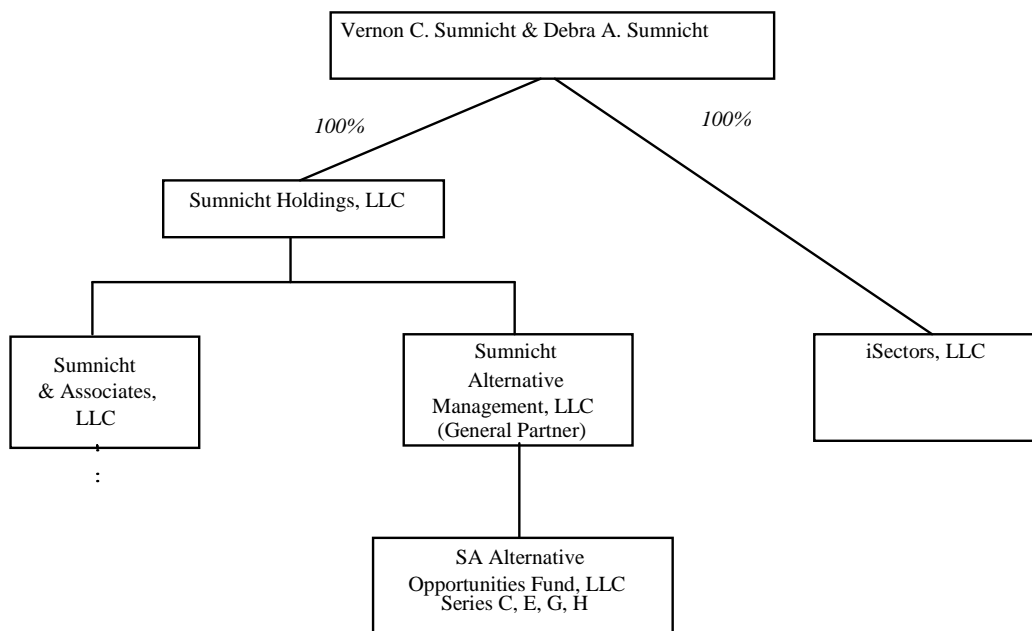 Vernon C. Sumnicht & Debra A. Sumnicht
100%
100%
Sumnicht Holdings, LLC
Sumnicht
& Associates,
LLC
Sumnicht
Alternative
Management, LLC
(General Partner)
iSectors, LLC
SA Alternative
Opportunities Fund, LLC
Series C, E, G, H